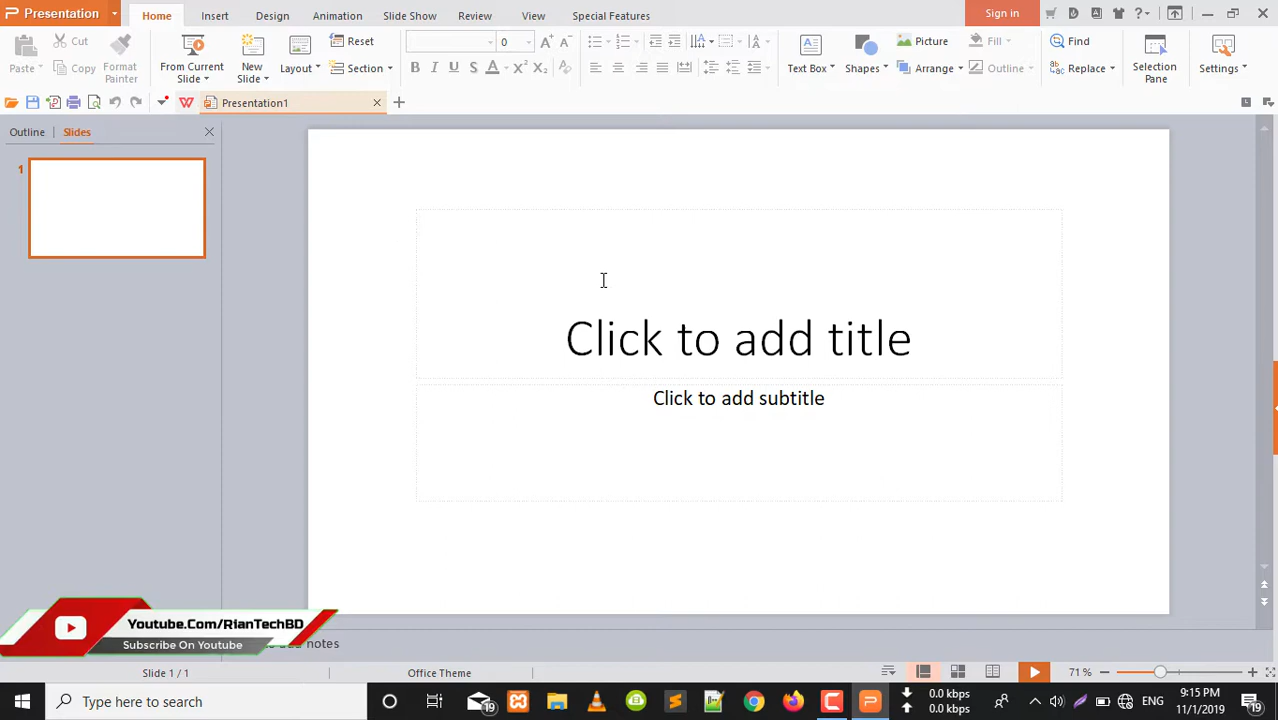 Presentation
Home
Insert
Design
Animation
Slide Show
Review
View
Special Features
Sign in
Paste
Cut
Copy
Format
Painter
From Current
Slide
New
Slide
Layout
Reset
Section
0
B I U S A X² X₂
Text Box
Shapes
Picture
Arrange
Fill
Outline
Find
Replace
Selection
Pane
Settings
Presentation1
Outline
Slides
1
Click to add title
Click to add subtitle
Youtube.Com/RianTechBD
Subscribe On Youtube
notes
Slide 1 / 1
Office Theme
71 %
Type here to search
19
0.0 kbps
0.0 kbps
ENG
9:15 PM
11/1/2019
19